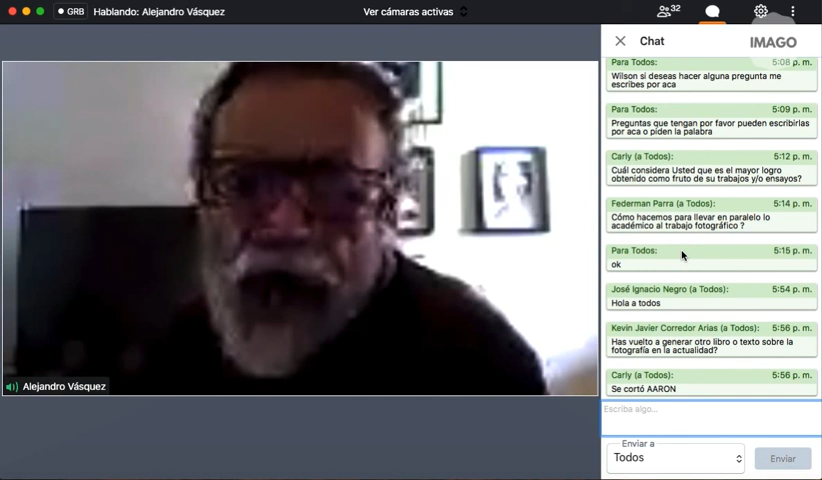 GRB
Hablando: Alejandro Vásquez
Ver cámaras activas
32
Chat
IMAGO
Para Todos: 5:08 p. m.
Wilson si deseas hacer alguna pregunta me
escribes por aca
Para Todos: 5:09 p. m.
Preguntas que tengan por favor pueden escribirlas
por aca o piden la palabra
Carly (a Todos): 5:12 p. m.
Cuál considera Usted que es el mayor logro
obtenido como fruto de su trabajos y/o ensayos?
Federman Parra (a Todos): 5:14 p. m.
Cómo hacemos para llevar en paralelo lo
académico al trabajo fotográfico ?
Para Todos: 5:15 p. m.
ok
José Ignacio Negro (a Todos): 5:54 p. m.
Hola a todos
Kevin Javier Corredor Arias (a Todos): 5:56 p. m.
Has vuelto a generar otro libro o texto sobre la
fotografía en la actualidad?
Carly (a Todos): 5:56 p. m.
Se cortó AARON
Alejandro Vásquez
Escriba algo...
Enviar a
Todos
Enviar